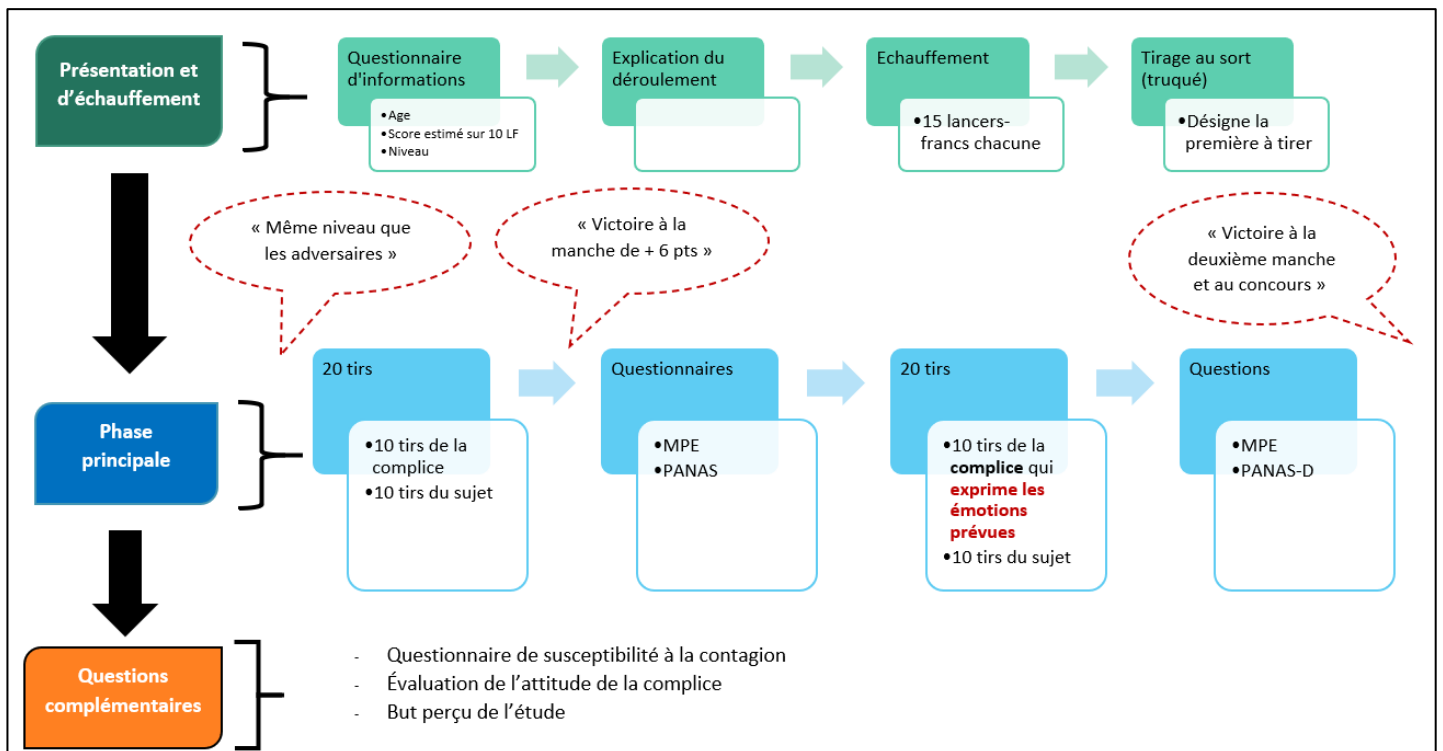 Présentation et
d'échauffement
Questionnaire
d'informations
•Age
•Score estimé sur 10 LF
•Niveau
Explication du
déroulement
Echauffement
•15 lancers-
francs chacune
Tirage au sort
(truqué)
•Désigne la
première à tirer
« Même niveau que
les adversaires »
« Victoire à la
manche de + 6 pts »
« Victoire à la
deuxième manche
et au concours »
Phase
principale
20 tirs
•10 tirs de la
complice
•10 tirs du sujet
Questionnaires
•MPE
•PANAS
20 tirs
•10 tirs de la
complice qui
exprime les
émotions
prévues
•10 tirs du sujet
Questions
•MPE
•PANAS-D
Questions
complémentaires
- Questionnaire de susceptibilité à la contagion
- Évaluation de l'attitude de la complice
- But perçu de l'étude